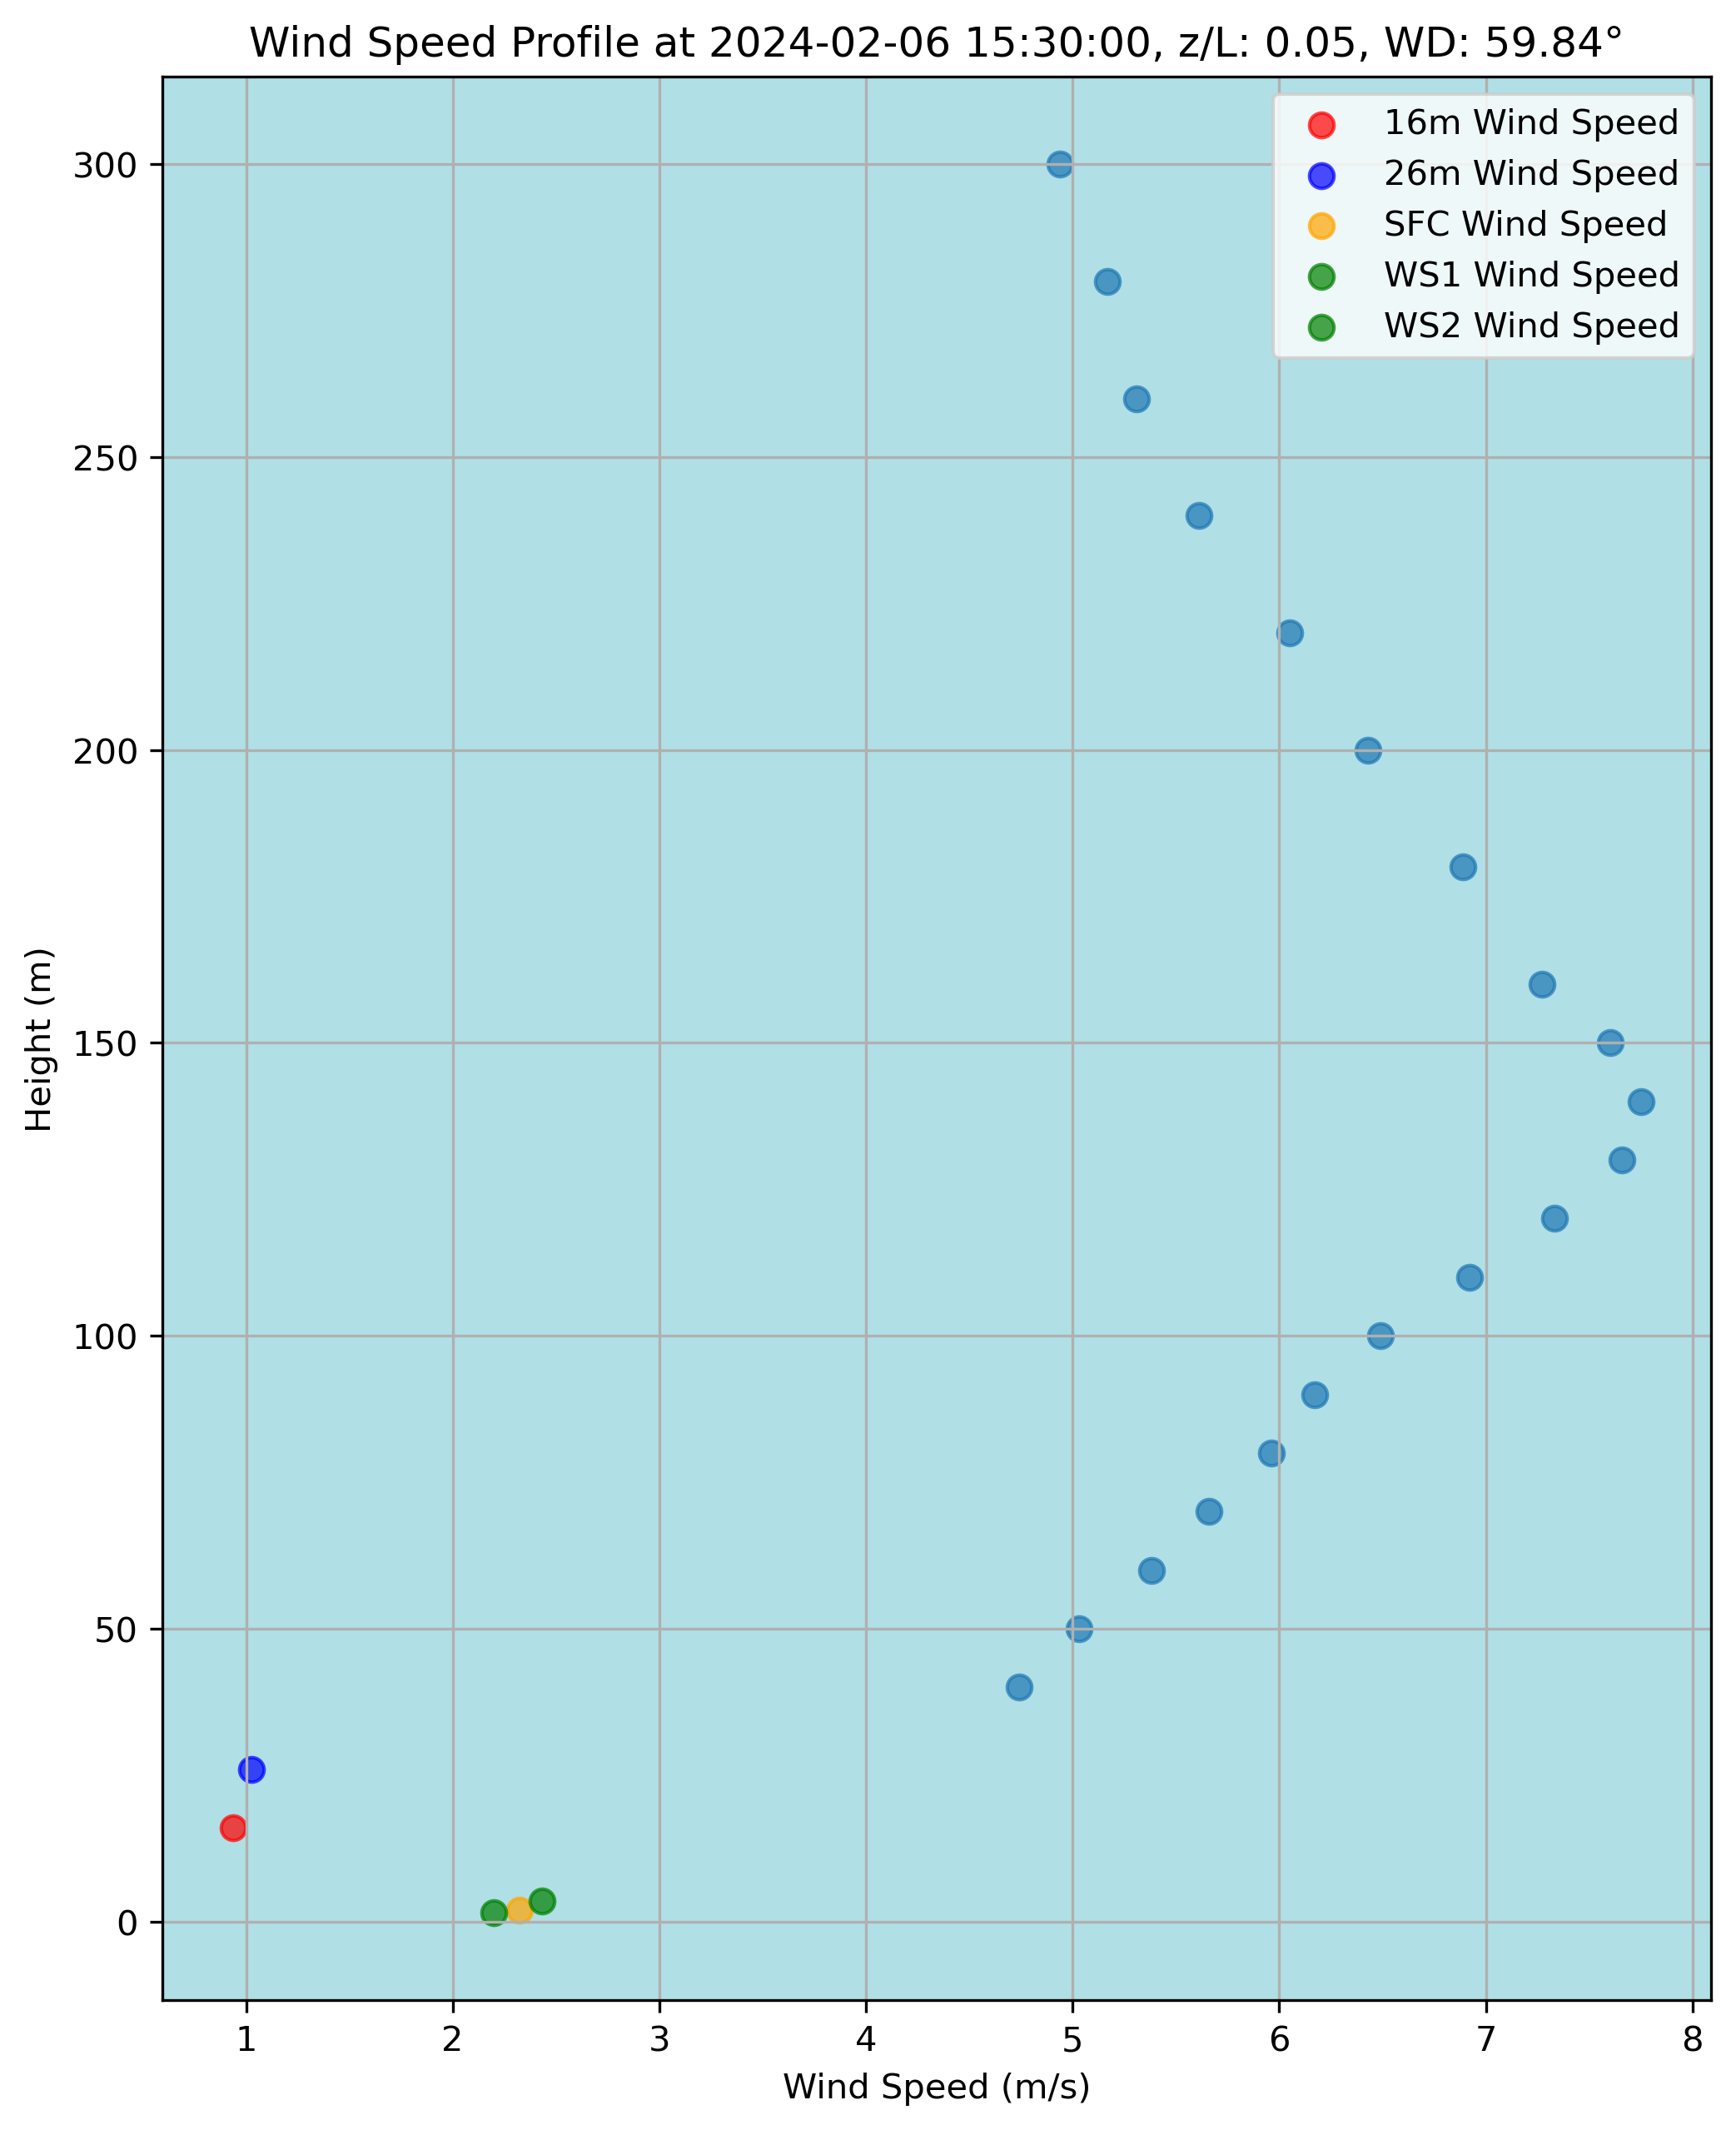 Wind Speed Profile at 2024-02-06 15:30:00, z/L: 0.05, WD: 59.84°
16m Wind Speed
26m Wind Speed
SFC Wind Speed
WS1 Wind Speed
WS2 Wind Speed
300
250
200
150
100
50
0
Height (m)
1 2 3 4 5 6 7 8
Wind Speed (m/s)